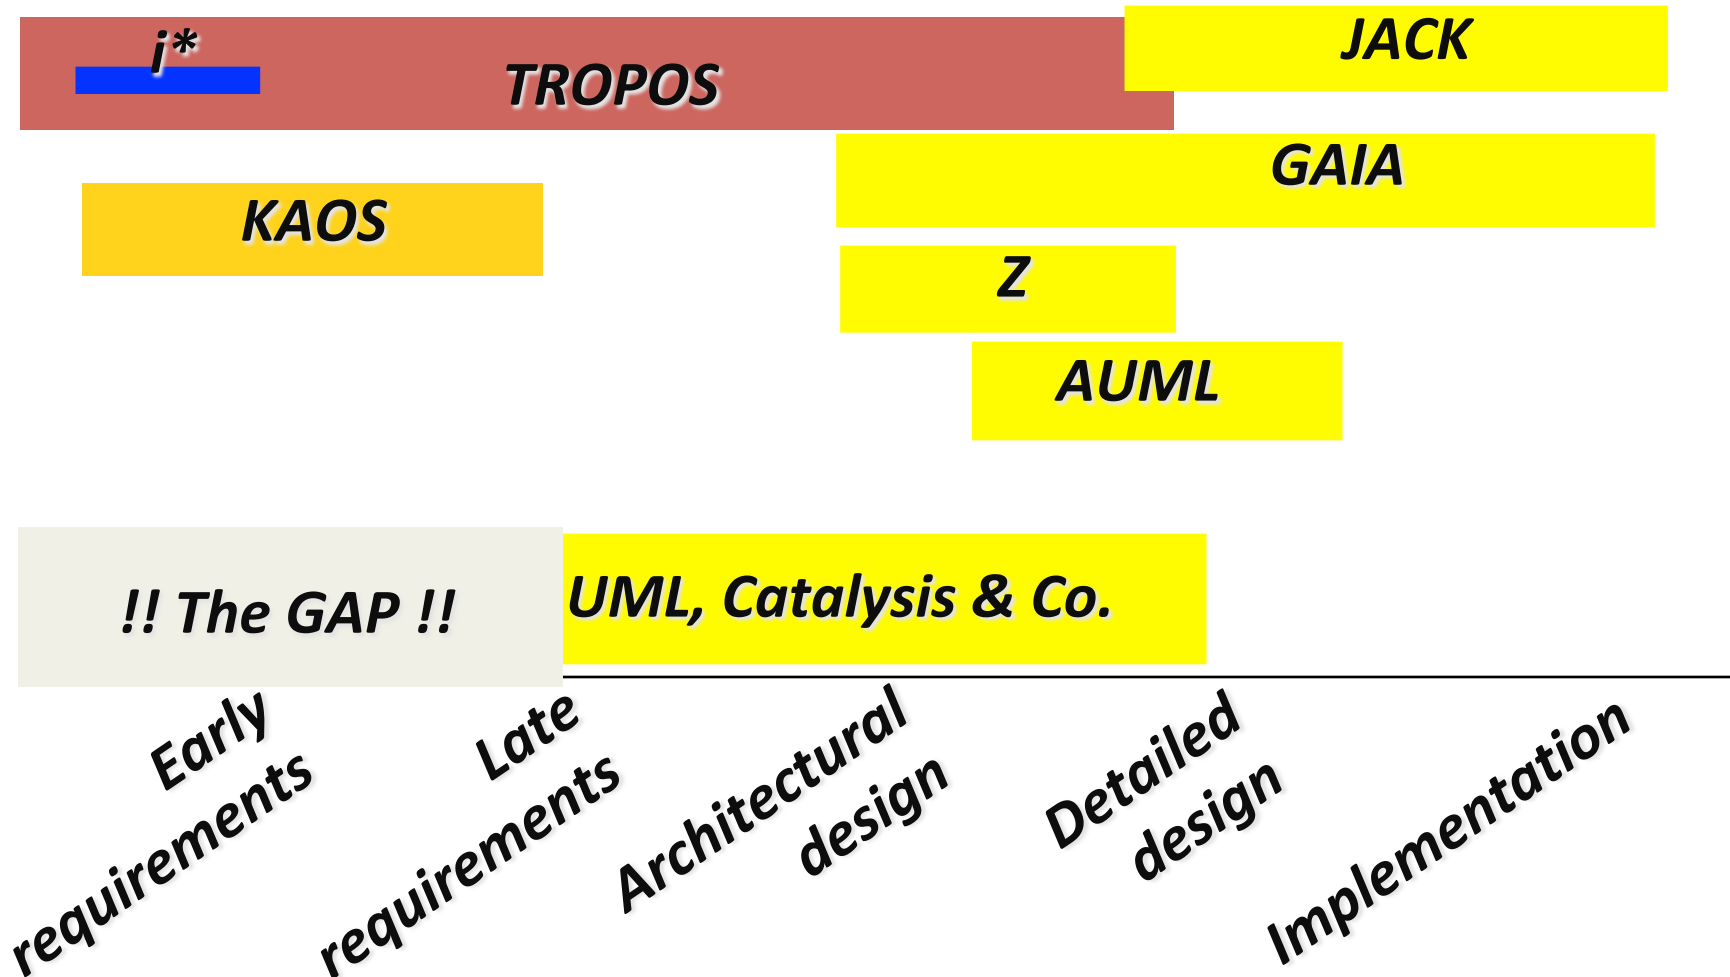 i*
TROPOS
JACK
GAIA
KAOS
Z
AUML
!! The GAP !!
UML, Catalysis & Co.
Early
requirements
Late
requirements
Architectural
design
Detailed
design
Implementation